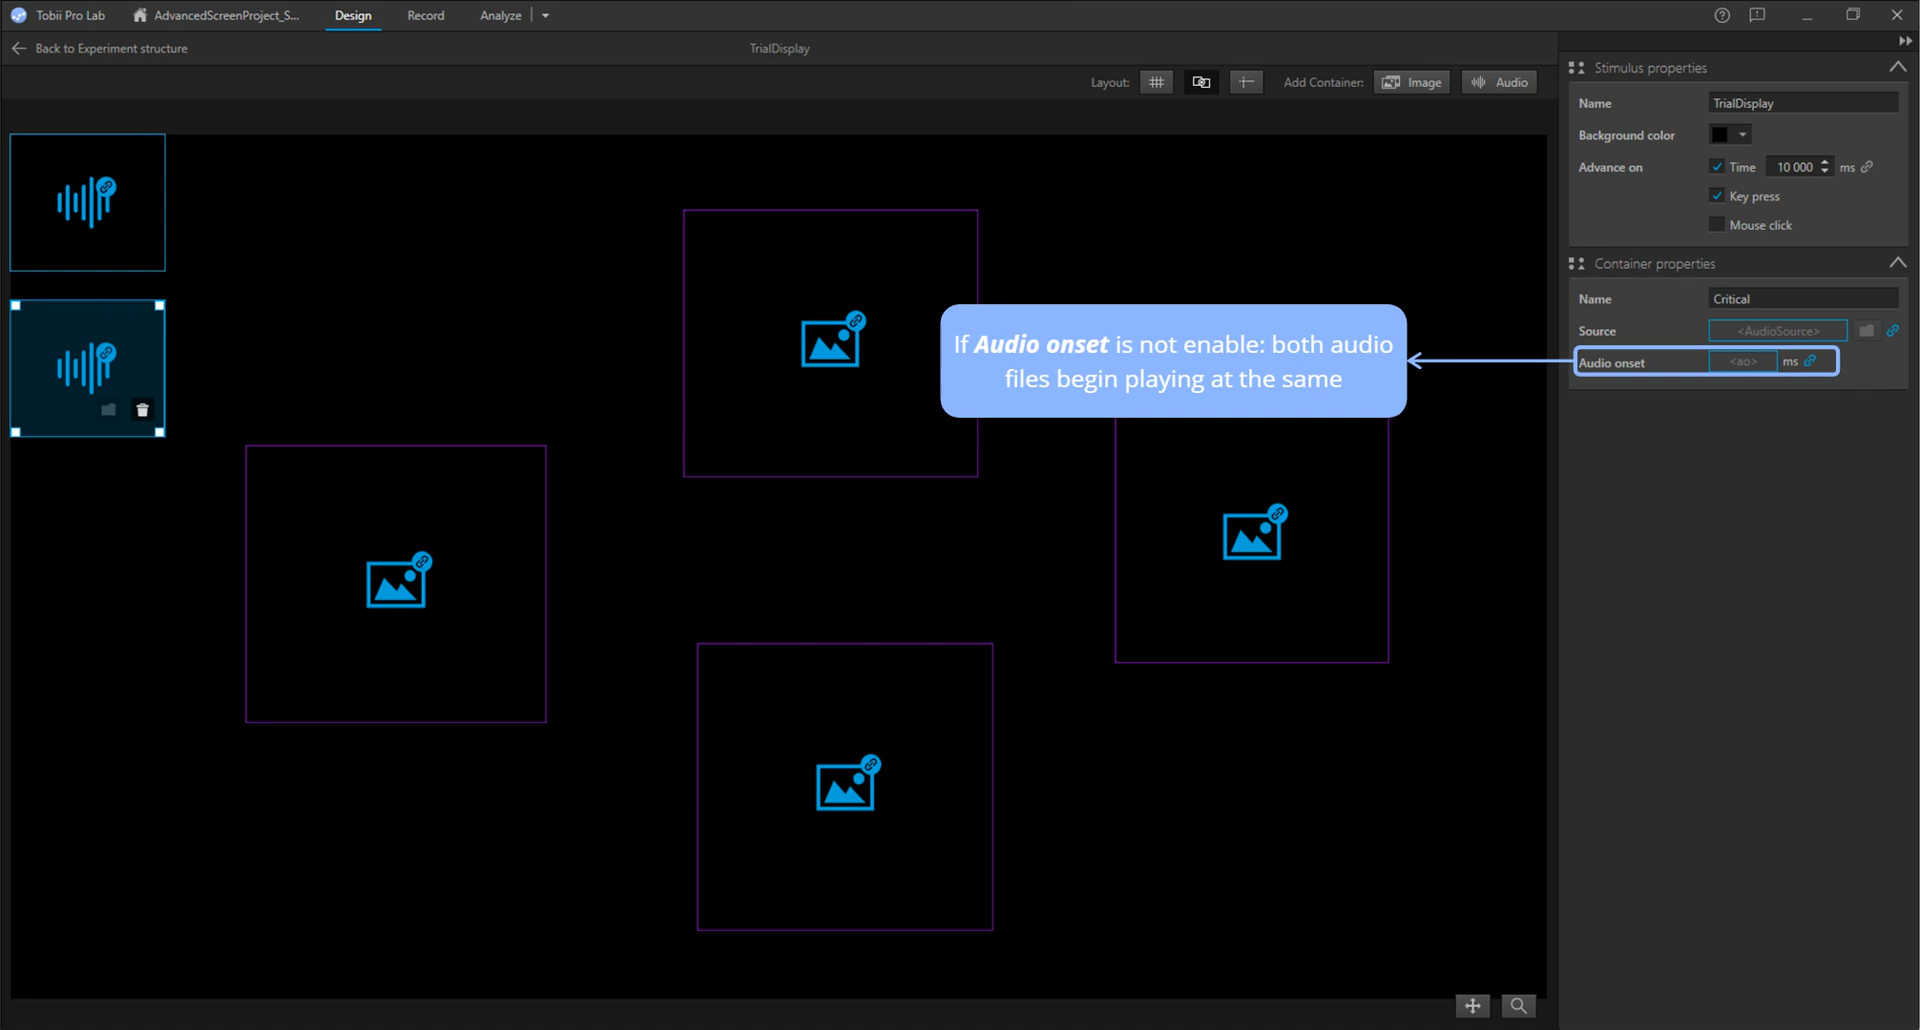 Tobii Pro Lab AdvancedScreenProject_S... Design Record Analyze
Back to Experiment structure TrialDisplay
Layout: Add Container: Image Audio
Stimulus properties
Name TrialDisplay
Background color
Advance on Time 10 000 ms
Key press
Mouse click
Container properties
Name Critical
Source <AudioSource>
Audio onset <ao> ms
If Audio onset is not enable: both audio
files begin playing at the same